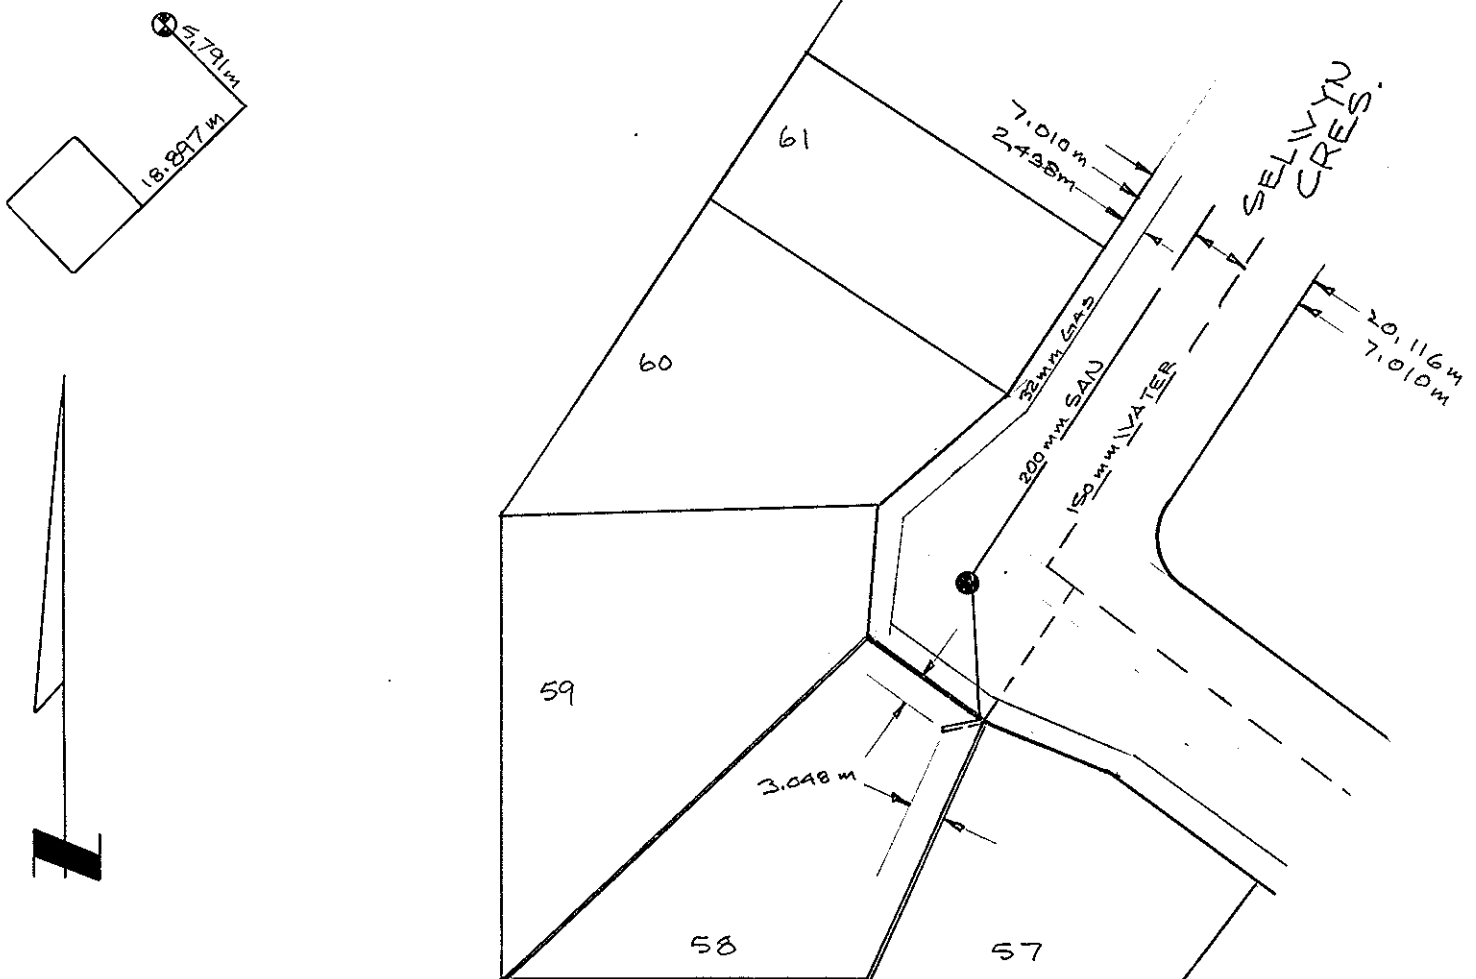 5.791m
18.897m
61
7.010m
2.438m
SELWYN
CRES.
20.116m
7.010m
60
32mm GAS
200mm SAN
150mm WATER
59
3.048m
58
57